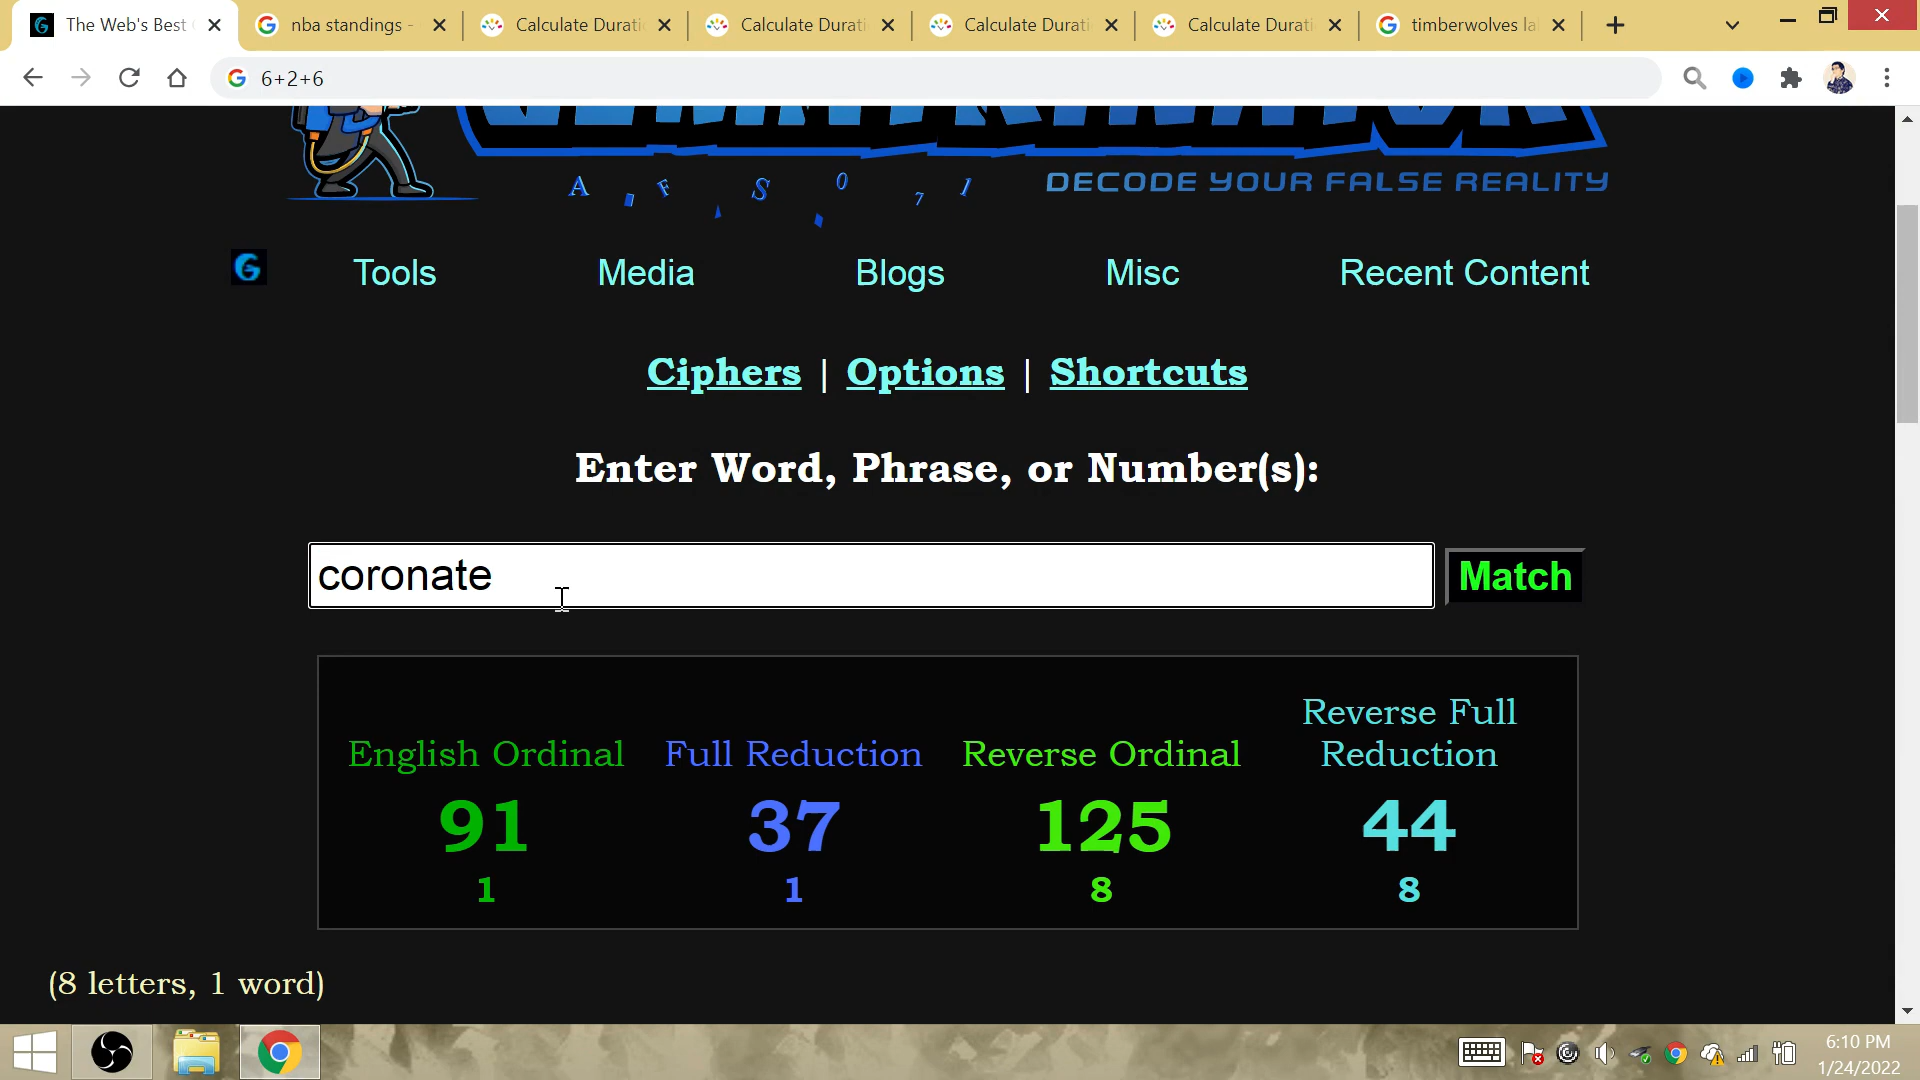 The Web's Best
nba standings -
Calculate Durati
Calculate Durati
Calculate Durati
Calculate Durati
timberwolves la
6+2+6
DECODE YOUR FALSE REALITY
Tools Media Blogs Misc Recent Content
Ciphers | Options | Shortcuts
Enter Word, Phrase, or Number(s):
coronate
Match
English Ordinal Full Reduction Reverse Ordinal Reverse Full Reduction
91 37 125 44
1 1 8 8
(8 letters, 1 word)
6:10 PM
1/24/2022